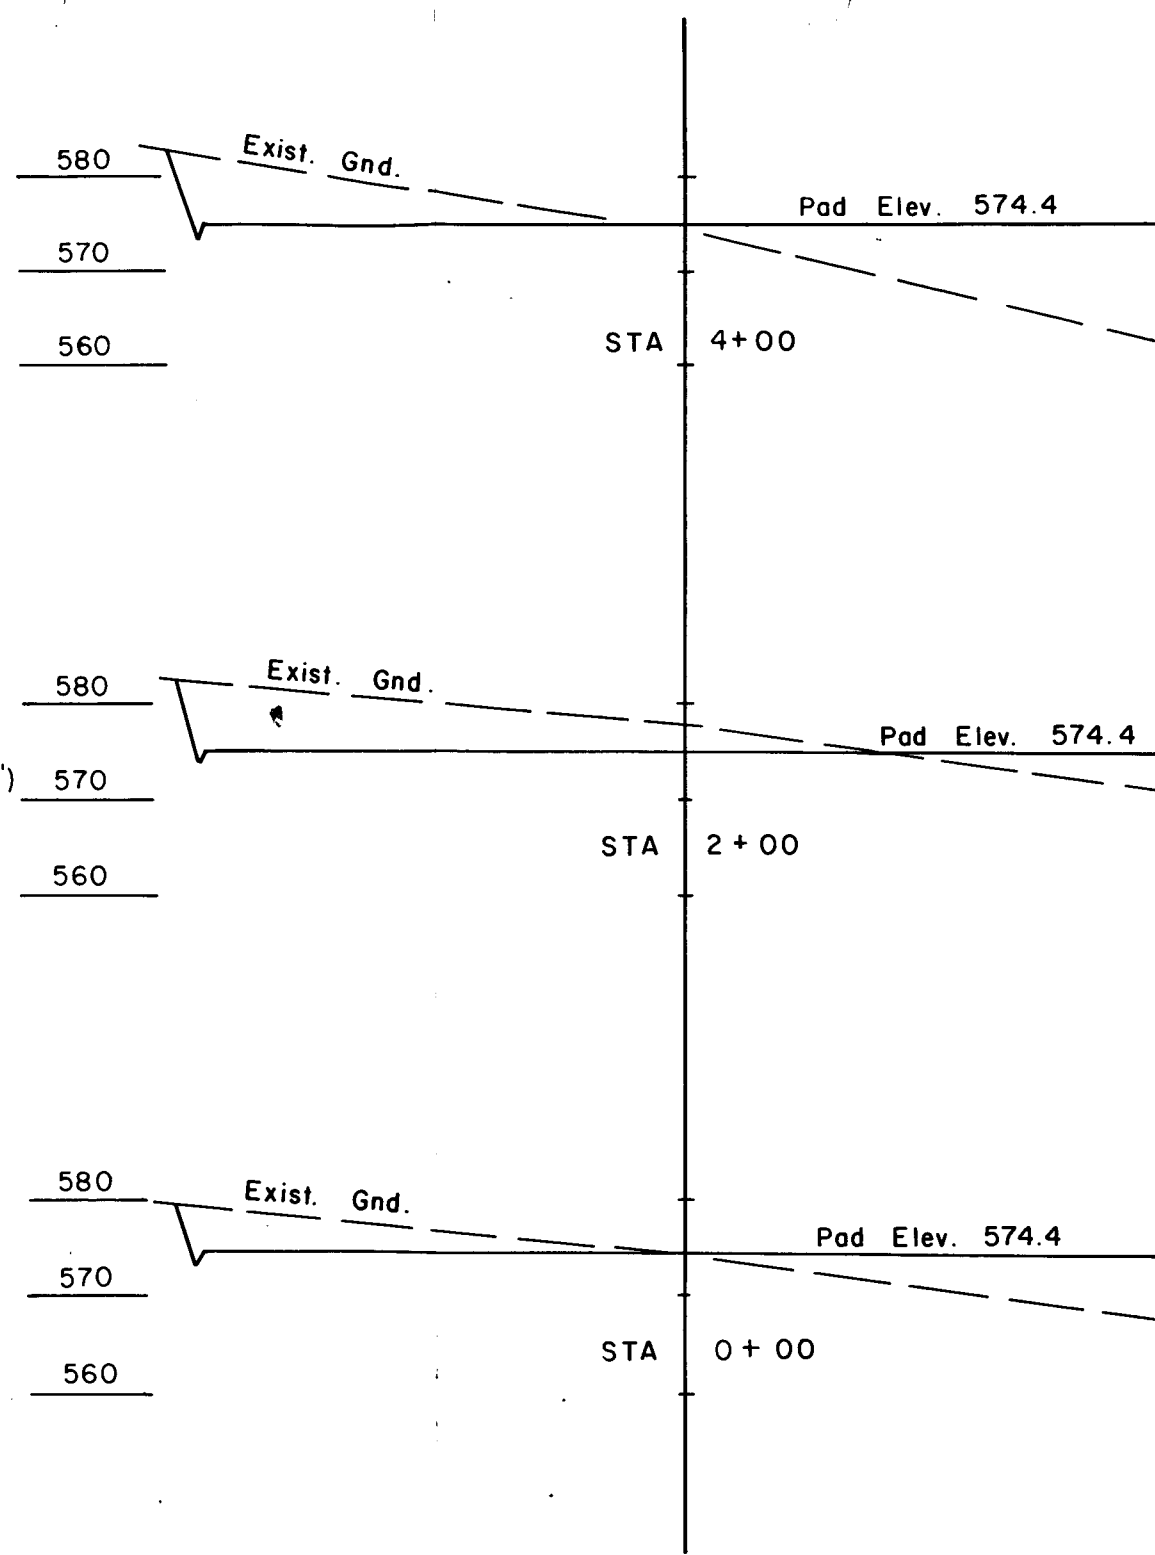 Exist. Gnd.
580
Pad Elev. 574.4
570
STA 4+00
560
Exist. Gnd.
580
Pad Elev. 574.4
')
570
STA 2+00
560
580
Exist. Gnd.
Pad Elev. 574.4
570
STA 0+00
560